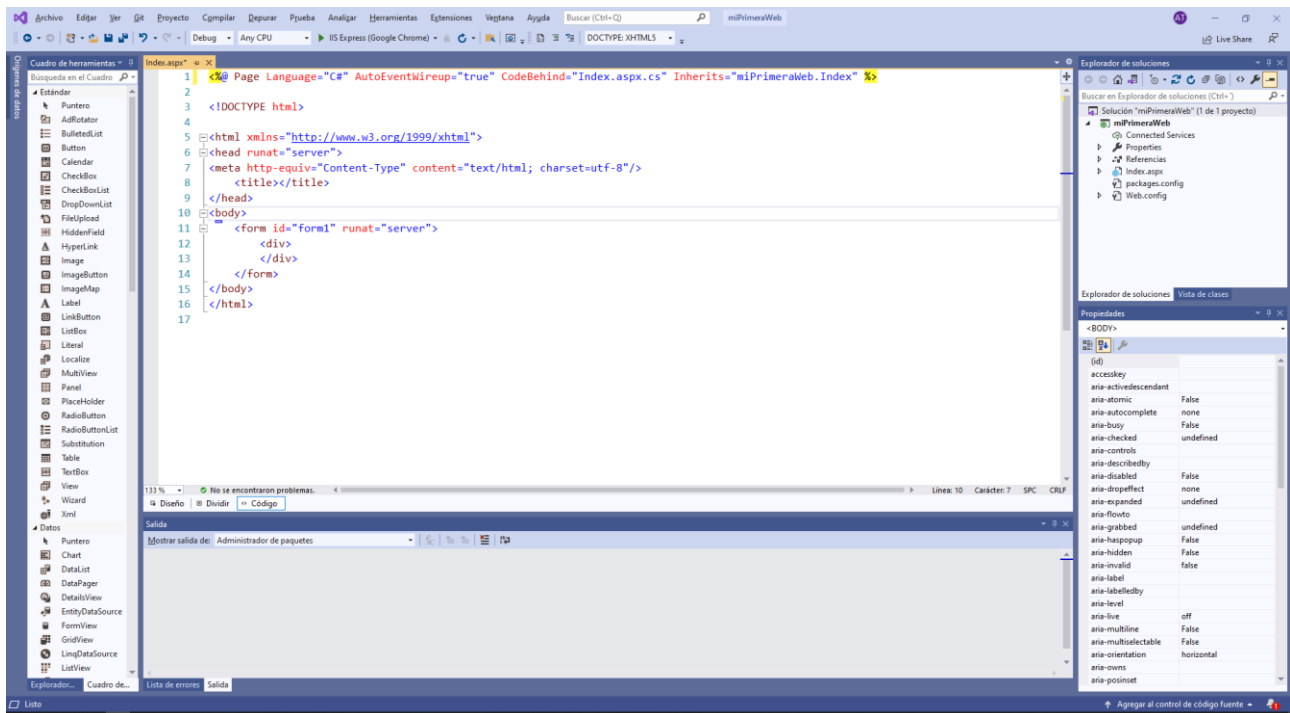 Archivo Editar Ver Git Proyecto Compilar Depurar Prueba Analizar Herramientas Extensiones Ventana Ayuda Buscar (Ctrl+Q) miPrimeraWeb AT
Debug Any CPU IIS Express (Google Chrome) DOCTYPE: XHTML5 Live Share
Orígenes de datos
Cuadro de herramientas
Búsqueda en el Cuadro
Estándar
Puntero
AdRotator
BulletedList
Button
Calendar
CheckBox
CheckBoxList
DropDownList
FileUpload
HiddenField
HyperLink
Image
ImageButton
ImageMap
Label
LinkButton
ListBox
Literal
Localize
MultiView
Panel
PlaceHolder
RadioButton
RadioButtonList
Substitution
Table
TextBox
View
Wizard
Xml
Datos
Puntero
Chart
DataList
DataPager
DetailsView
EntityDataSource
FormView
GridView
LinqDataSource
ListView
Explorador... Cuadro de...
Index.aspx*
1 <%@ Page Language="C#" AutoEventWireup="true" CodeBehind="Index.aspx.cs" Inherits="miPrimeraWeb.Index" %>
2
3 <!DOCTYPE html>
4
5 <html xmlns="http://www.w3.org/1999/xhtml">
6 <head runat="server">
7 <meta http-equiv="Content-Type" content="text/html; charset=utf-8"/>
8 <title></title>
9 </head>
10 <body>
11 <form id="form1" runat="server">
12 <div>
13 </div>
14 </form>
15 </body>
16 </html>
17
133 % No se encontraron problemas. Línea: 10 Carácter: 7 SPC CRLF
Diseño Dividir Código
Salida
Mostrar salida de: Administrador de paquetes
Lista de errores Salida
Explorador de soluciones
Buscar en Explorador de soluciones (Ctrl+¨)
Solución "miPrimeraWeb" (1 de 1 proyecto)
miPrimeraWeb
Connected Services
Properties
Referencias
Index.aspx
packages.config
Web.config
Explorador de soluciones Vista de clases
Propiedades
<BODY>
(id)
accesskey
aria-activedescendant
aria-atomic False
aria-autocomplete none
aria-busy False
aria-checked undefined
aria-controls
aria-describedby
aria-disabled False
aria-dropeffect none
aria-expanded undefined
aria-flowto
aria-grabbed undefined
aria-haspopup False
aria-hidden False
aria-invalid false
aria-label
aria-labelledby
aria-level
aria-live off
aria-multiline False
aria-multiselectable False
aria-orientation horizontal
aria-owns
aria-posinset
Listo Agregar al control de código fuente